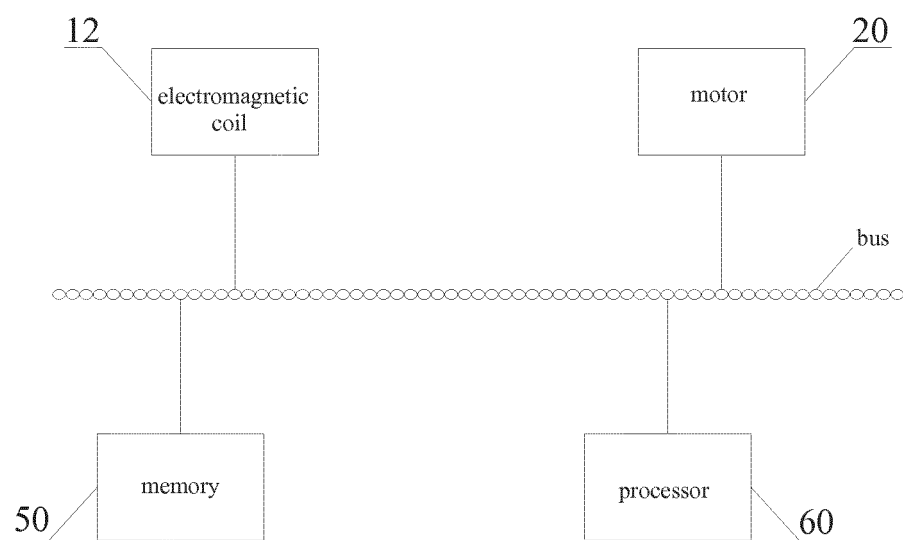 12
20
electromagnetic
coil
motor
bus
memory
processor
50
60